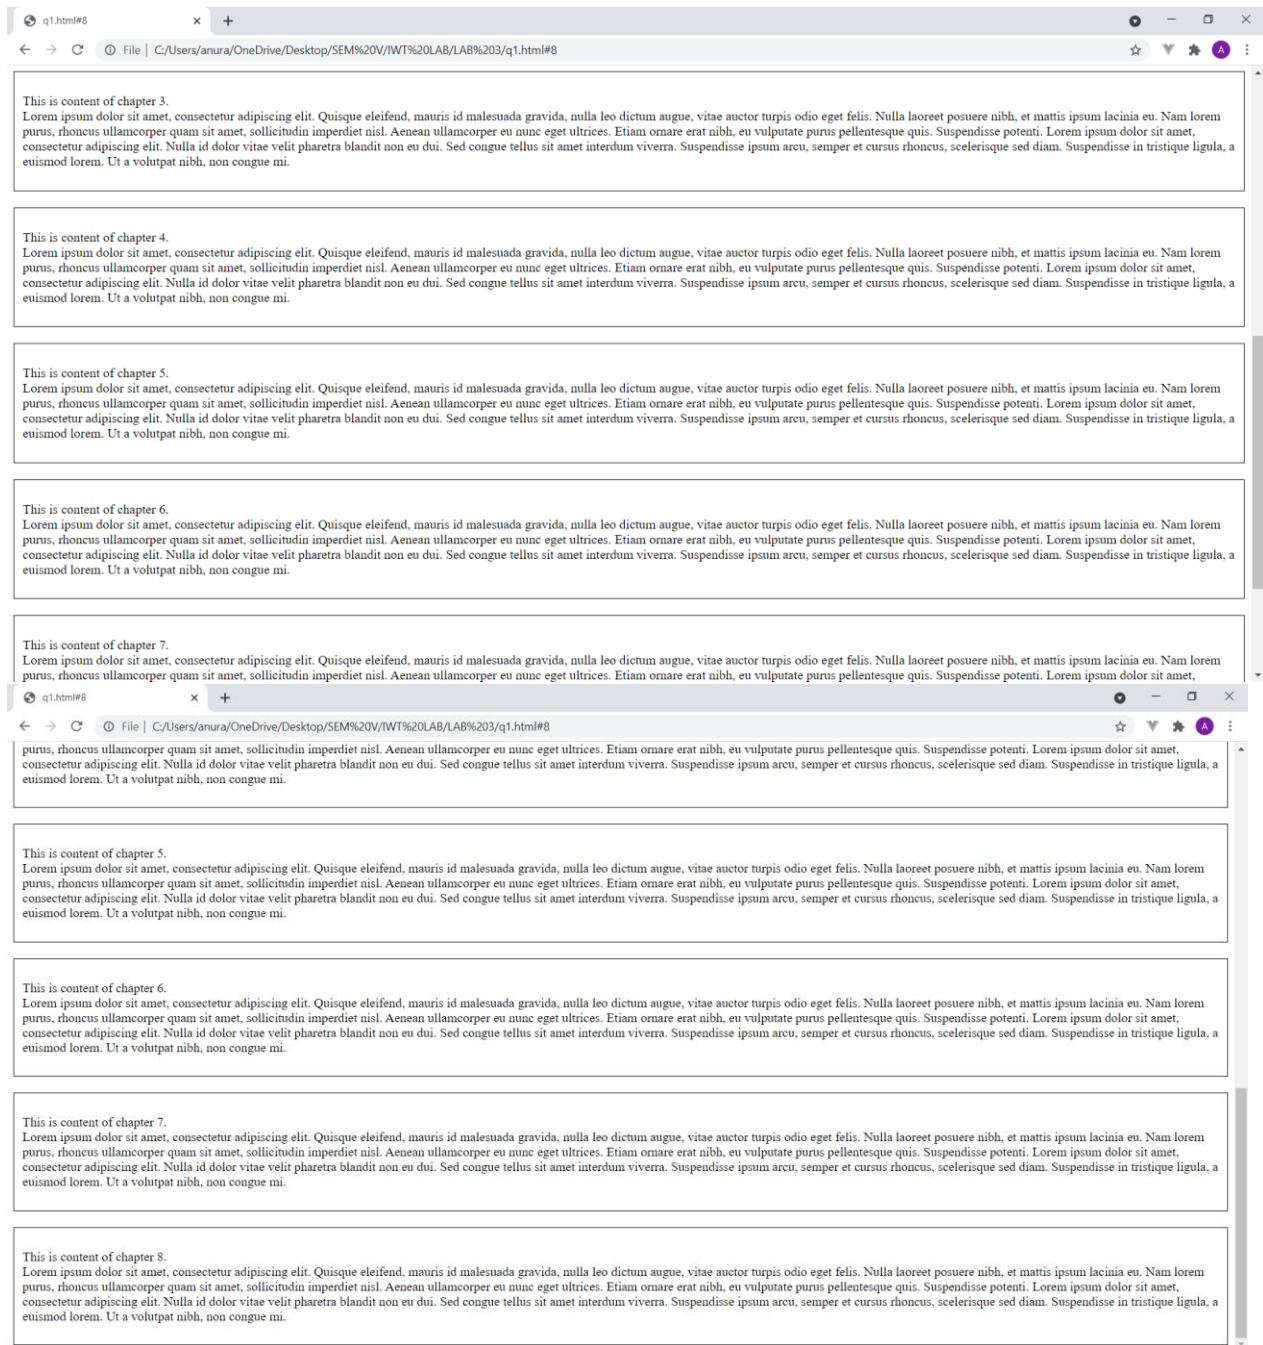 q1.html#8
File | C:/Users/anura/OneDrive/Desktop/SEM%20V/IWT%20LAB/LAB%203/q1.html#8
A
This is content of chapter 3.
Lorem ipsum dolor sit amet, consectetur adipiscing elit. Quisque eleifend, mauris id malesuada gravida, nulla leo dictum augue, vitae auctor turpis odio eget felis. Nulla laoreet posuere nibh, et mattis ipsum lacinia eu. Nam lorem
purus, rhoncus ullamcorper quam sit amet, sollicitudin imperdiet nisl. Aenean ullamcorper eu nunc eget ultrices. Etiam ornare erat nibh, eu vulputate purus pellentesque quis. Suspendisse potenti. Lorem ipsum dolor sit amet,
consectetur adipiscing elit. Nulla id dolor vitae velit pharetra blandit non eu dui. Sed congue tellus sit amet interdum viverra. Suspendisse ipsum arcu, semper et cursus rhoncus, scelerisque sed diam. Suspendisse in tristique ligula, a
euismod lorem. Ut a volutpat nibh, non congue mi.
This is content of chapter 4.
Lorem ipsum dolor sit amet, consectetur adipiscing elit. Quisque eleifend, mauris id malesuada gravida, nulla leo dictum augue, vitae auctor turpis odio eget felis. Nulla laoreet posuere nibh, et mattis ipsum lacinia eu. Nam lorem
purus, rhoncus ullamcorper quam sit amet, sollicitudin imperdiet nisl. Aenean ullamcorper eu nunc eget ultrices. Etiam ornare erat nibh, eu vulputate purus pellentesque quis. Suspendisse potenti. Lorem ipsum dolor sit amet,
consectetur adipiscing elit. Nulla id dolor vitae velit pharetra blandit non eu dui. Sed congue tellus sit amet interdum viverra. Suspendisse ipsum arcu, semper et cursus rhoncus, scelerisque sed diam. Suspendisse in tristique ligula, a
euismod lorem. Ut a volutpat nibh, non congue mi.
This is content of chapter 5.
Lorem ipsum dolor sit amet, consectetur adipiscing elit. Quisque eleifend, mauris id malesuada gravida, nulla leo dictum augue, vitae auctor turpis odio eget felis. Nulla laoreet posuere nibh, et mattis ipsum lacinia eu. Nam lorem
purus, rhoncus ullamcorper quam sit amet, sollicitudin imperdiet nisl. Aenean ullamcorper eu nunc eget ultrices. Etiam ornare erat nibh, eu vulputate purus pellentesque quis. Suspendisse potenti. Lorem ipsum dolor sit amet,
consectetur adipiscing elit. Nulla id dolor vitae velit pharetra blandit non eu dui. Sed congue tellus sit amet interdum viverra. Suspendisse ipsum arcu, semper et cursus rhoncus, scelerisque sed diam. Suspendisse in tristique ligula, a
euismod lorem. Ut a volutpat nibh, non congue mi.
This is content of chapter 6.
Lorem ipsum dolor sit amet, consectetur adipiscing elit. Quisque eleifend, mauris id malesuada gravida, nulla leo dictum augue, vitae auctor turpis odio eget felis. Nulla laoreet posuere nibh, et mattis ipsum lacinia eu. Nam lorem
purus, rhoncus ullamcorper quam sit amet, sollicitudin imperdiet nisl. Aenean ullamcorper eu nunc eget ultrices. Etiam ornare erat nibh, eu vulputate purus pellentesque quis. Suspendisse potenti. Lorem ipsum dolor sit amet,
consectetur adipiscing elit. Nulla id dolor vitae velit pharetra blandit non eu dui. Sed congue tellus sit amet interdum viverra. Suspendisse ipsum arcu, semper et cursus rhoncus, scelerisque sed diam. Suspendisse in tristique ligula, a
euismod lorem. Ut a volutpat nibh, non congue mi.
This is content of chapter 7.
Lorem ipsum dolor sit amet, consectetur adipiscing elit. Quisque eleifend, mauris id malesuada gravida, nulla leo dictum augue, vitae auctor turpis odio eget felis. Nulla laoreet posuere nibh, et mattis ipsum lacinia eu. Nam lorem
purus, rhoncus ullamcorper quam sit amet, sollicitudin imperdiet nisl. Aenean ullamcorper eu nunc eget ultrices. Etiam ornare erat nibh, eu vulputate purus pellentesque quis. Suspendisse potenti. Lorem ipsum dolor sit amet,
q1.html#8
File | C:/Users/anura/OneDrive/Desktop/SEM%20V/IWT%20LAB/LAB%203/q1.html#8
A
purus, rhoncus ullamcorper quam sit amet, sollicitudin imperdiet nisl. Aenean ullamcorper eu nunc eget ultrices. Etiam ornare erat nibh, eu vulputate purus pellentesque quis. Suspendisse potenti. Lorem ipsum dolor sit amet,
consectetur adipiscing elit. Nulla id dolor vitae velit pharetra blandit non eu dui. Sed congue tellus sit amet interdum viverra. Suspendisse ipsum arcu, semper et cursus rhoncus, scelerisque sed diam. Suspendisse in tristique ligula, a
euismod lorem. Ut a volutpat nibh, non congue mi.
This is content of chapter 5.
Lorem ipsum dolor sit amet, consectetur adipiscing elit. Quisque eleifend, mauris id malesuada gravida, nulla leo dictum augue, vitae auctor turpis odio eget felis. Nulla laoreet posuere nibh, et mattis ipsum lacinia eu. Nam lorem
purus, rhoncus ullamcorper quam sit amet, sollicitudin imperdiet nisl. Aenean ullamcorper eu nunc eget ultrices. Etiam ornare erat nibh, eu vulputate purus pellentesque quis. Suspendisse potenti. Lorem ipsum dolor sit amet,
consectetur adipiscing elit. Nulla id dolor vitae velit pharetra blandit non eu dui. Sed congue tellus sit amet interdum viverra. Suspendisse ipsum arcu, semper et cursus rhoncus, scelerisque sed diam. Suspendisse in tristique ligula, a
euismod lorem. Ut a volutpat nibh, non congue mi.
This is content of chapter 6.
Lorem ipsum dolor sit amet, consectetur adipiscing elit. Quisque eleifend, mauris id malesuada gravida, nulla leo dictum augue, vitae auctor turpis odio eget felis. Nulla laoreet posuere nibh, et mattis ipsum lacinia eu. Nam lorem
purus, rhoncus ullamcorper quam sit amet, sollicitudin imperdiet nisl. Aenean ullamcorper eu nunc eget ultrices. Etiam ornare erat nibh, eu vulputate purus pellentesque quis. Suspendisse potenti. Lorem ipsum dolor sit amet,
consectetur adipiscing elit. Nulla id dolor vitae velit pharetra blandit non eu dui. Sed congue tellus sit amet interdum viverra. Suspendisse ipsum arcu, semper et cursus rhoncus, scelerisque sed diam. Suspendisse in tristique ligula, a
euismod lorem. Ut a volutpat nibh, non congue mi.
This is content of chapter 7.
Lorem ipsum dolor sit amet, consectetur adipiscing elit. Quisque eleifend, mauris id malesuada gravida, nulla leo dictum augue, vitae auctor turpis odio eget felis. Nulla laoreet posuere nibh, et mattis ipsum lacinia eu. Nam lorem
purus, rhoncus ullamcorper quam sit amet, sollicitudin imperdiet nisl. Aenean ullamcorper eu nunc eget ultrices. Etiam ornare erat nibh, eu vulputate purus pellentesque quis. Suspendisse potenti. Lorem ipsum dolor sit amet,
consectetur adipiscing elit. Nulla id dolor vitae velit pharetra blandit non eu dui. Sed congue tellus sit amet interdum viverra. Suspendisse ipsum arcu, semper et cursus rhoncus, scelerisque sed diam. Suspendisse in tristique ligula, a
euismod lorem. Ut a volutpat nibh, non congue mi.
This is content of chapter 8.
Lorem ipsum dolor sit amet, consectetur adipiscing elit. Quisque eleifend, mauris id malesuada gravida, nulla leo dictum augue, vitae auctor turpis odio eget felis. Nulla laoreet posuere nibh, et mattis ipsum lacinia eu. Nam lorem
purus, rhoncus ullamcorper quam sit amet, sollicitudin imperdiet nisl. Aenean ullamcorper eu nunc eget ultrices. Etiam ornare erat nibh, eu vulputate purus pellentesque quis. Suspendisse potenti. Lorem ipsum dolor sit amet,
consectetur adipiscing elit. Nulla id dolor vitae velit pharetra blandit non eu dui. Sed congue tellus sit amet interdum viverra. Suspendisse ipsum arcu, semper et cursus rhoncus, scelerisque sed diam. Suspendisse in tristique ligula, a
euismod lorem. Ut a volutpat nibh, non congue mi.